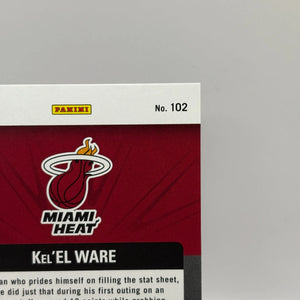 PANINI
No. 102
MIAMI
HEAT
KEL'EL WARE
an who prides himself on filling the stat sheet,
e did just that during his first outing on an